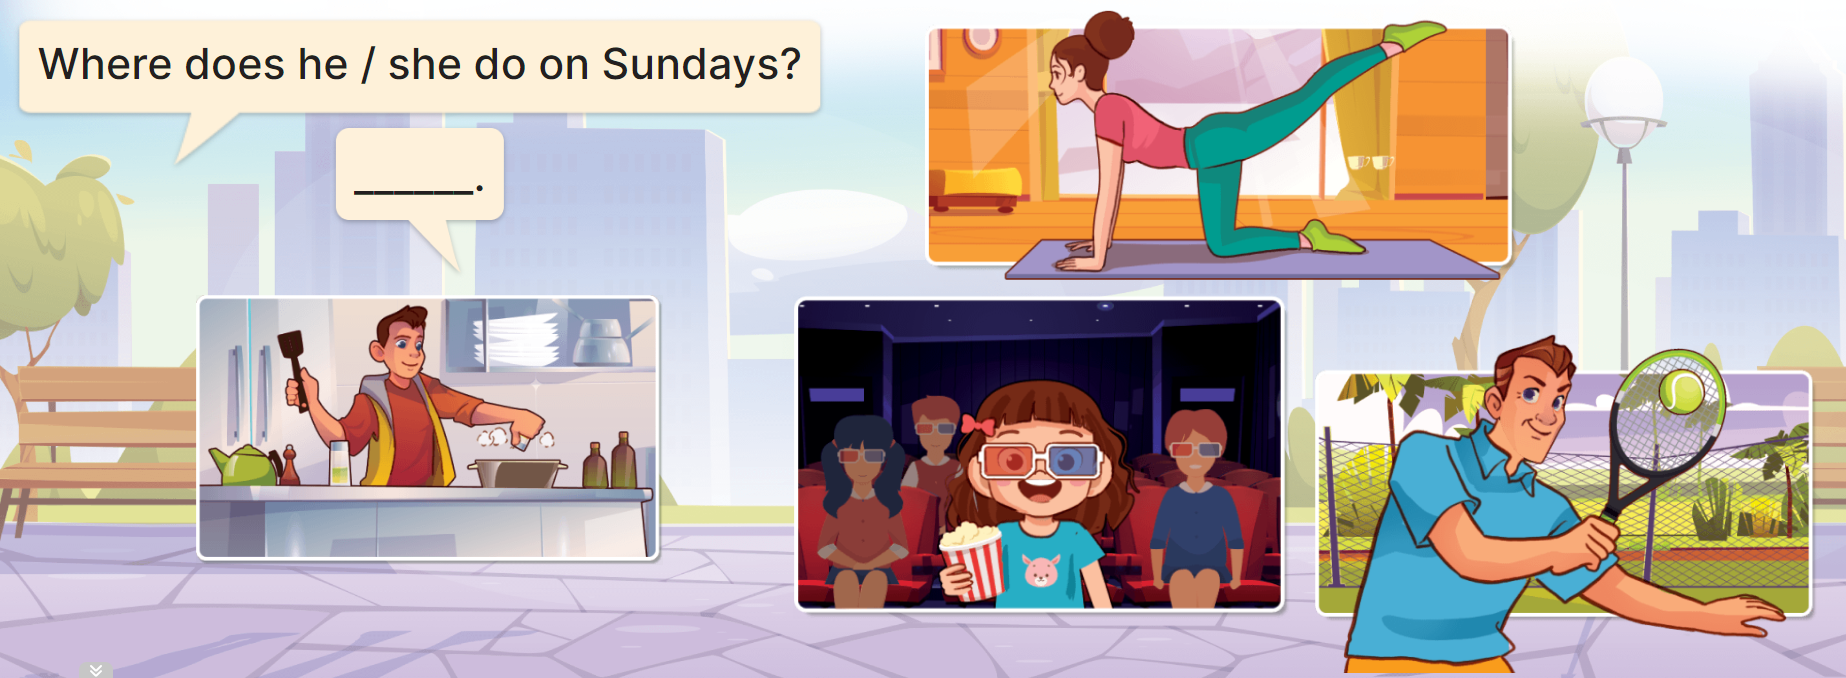 Where does he / she do on Sundays?
______.